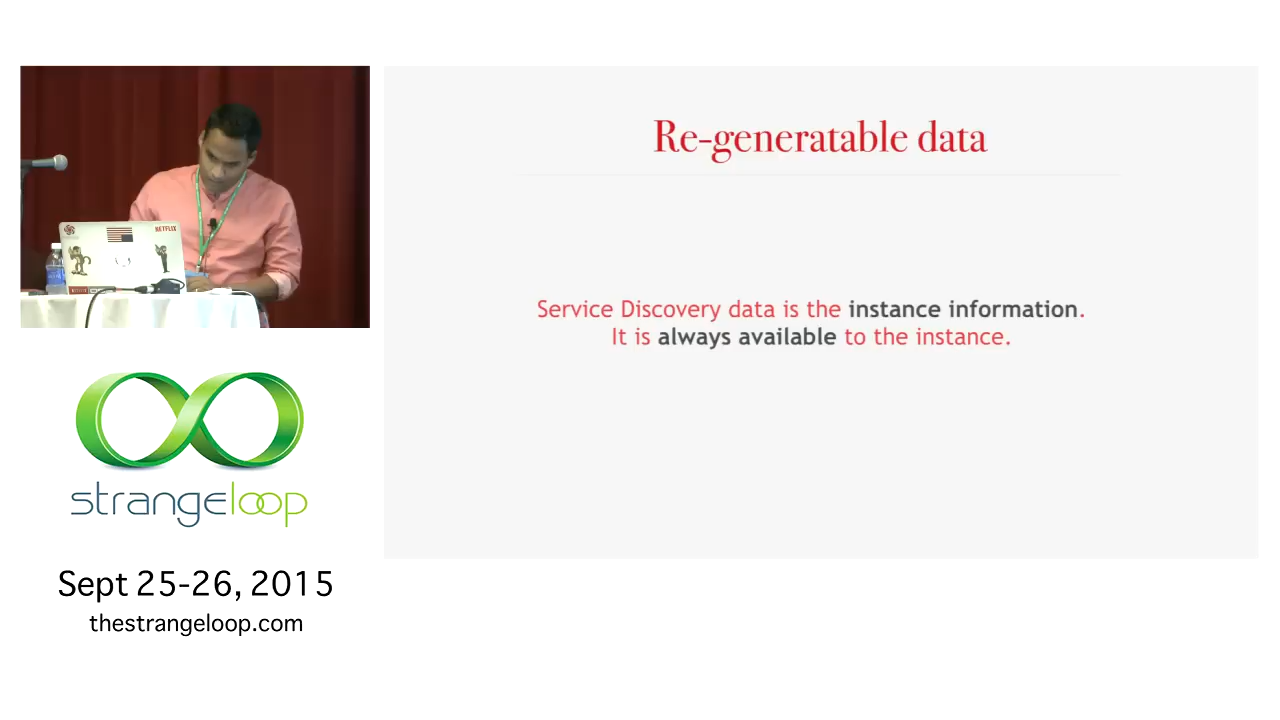 NETFLIX
Re-generatable data
Service Discovery data is the instance information.
It is always available to the instance.
strangeloop
Sept 25-26, 2015
thestrangeloop.com